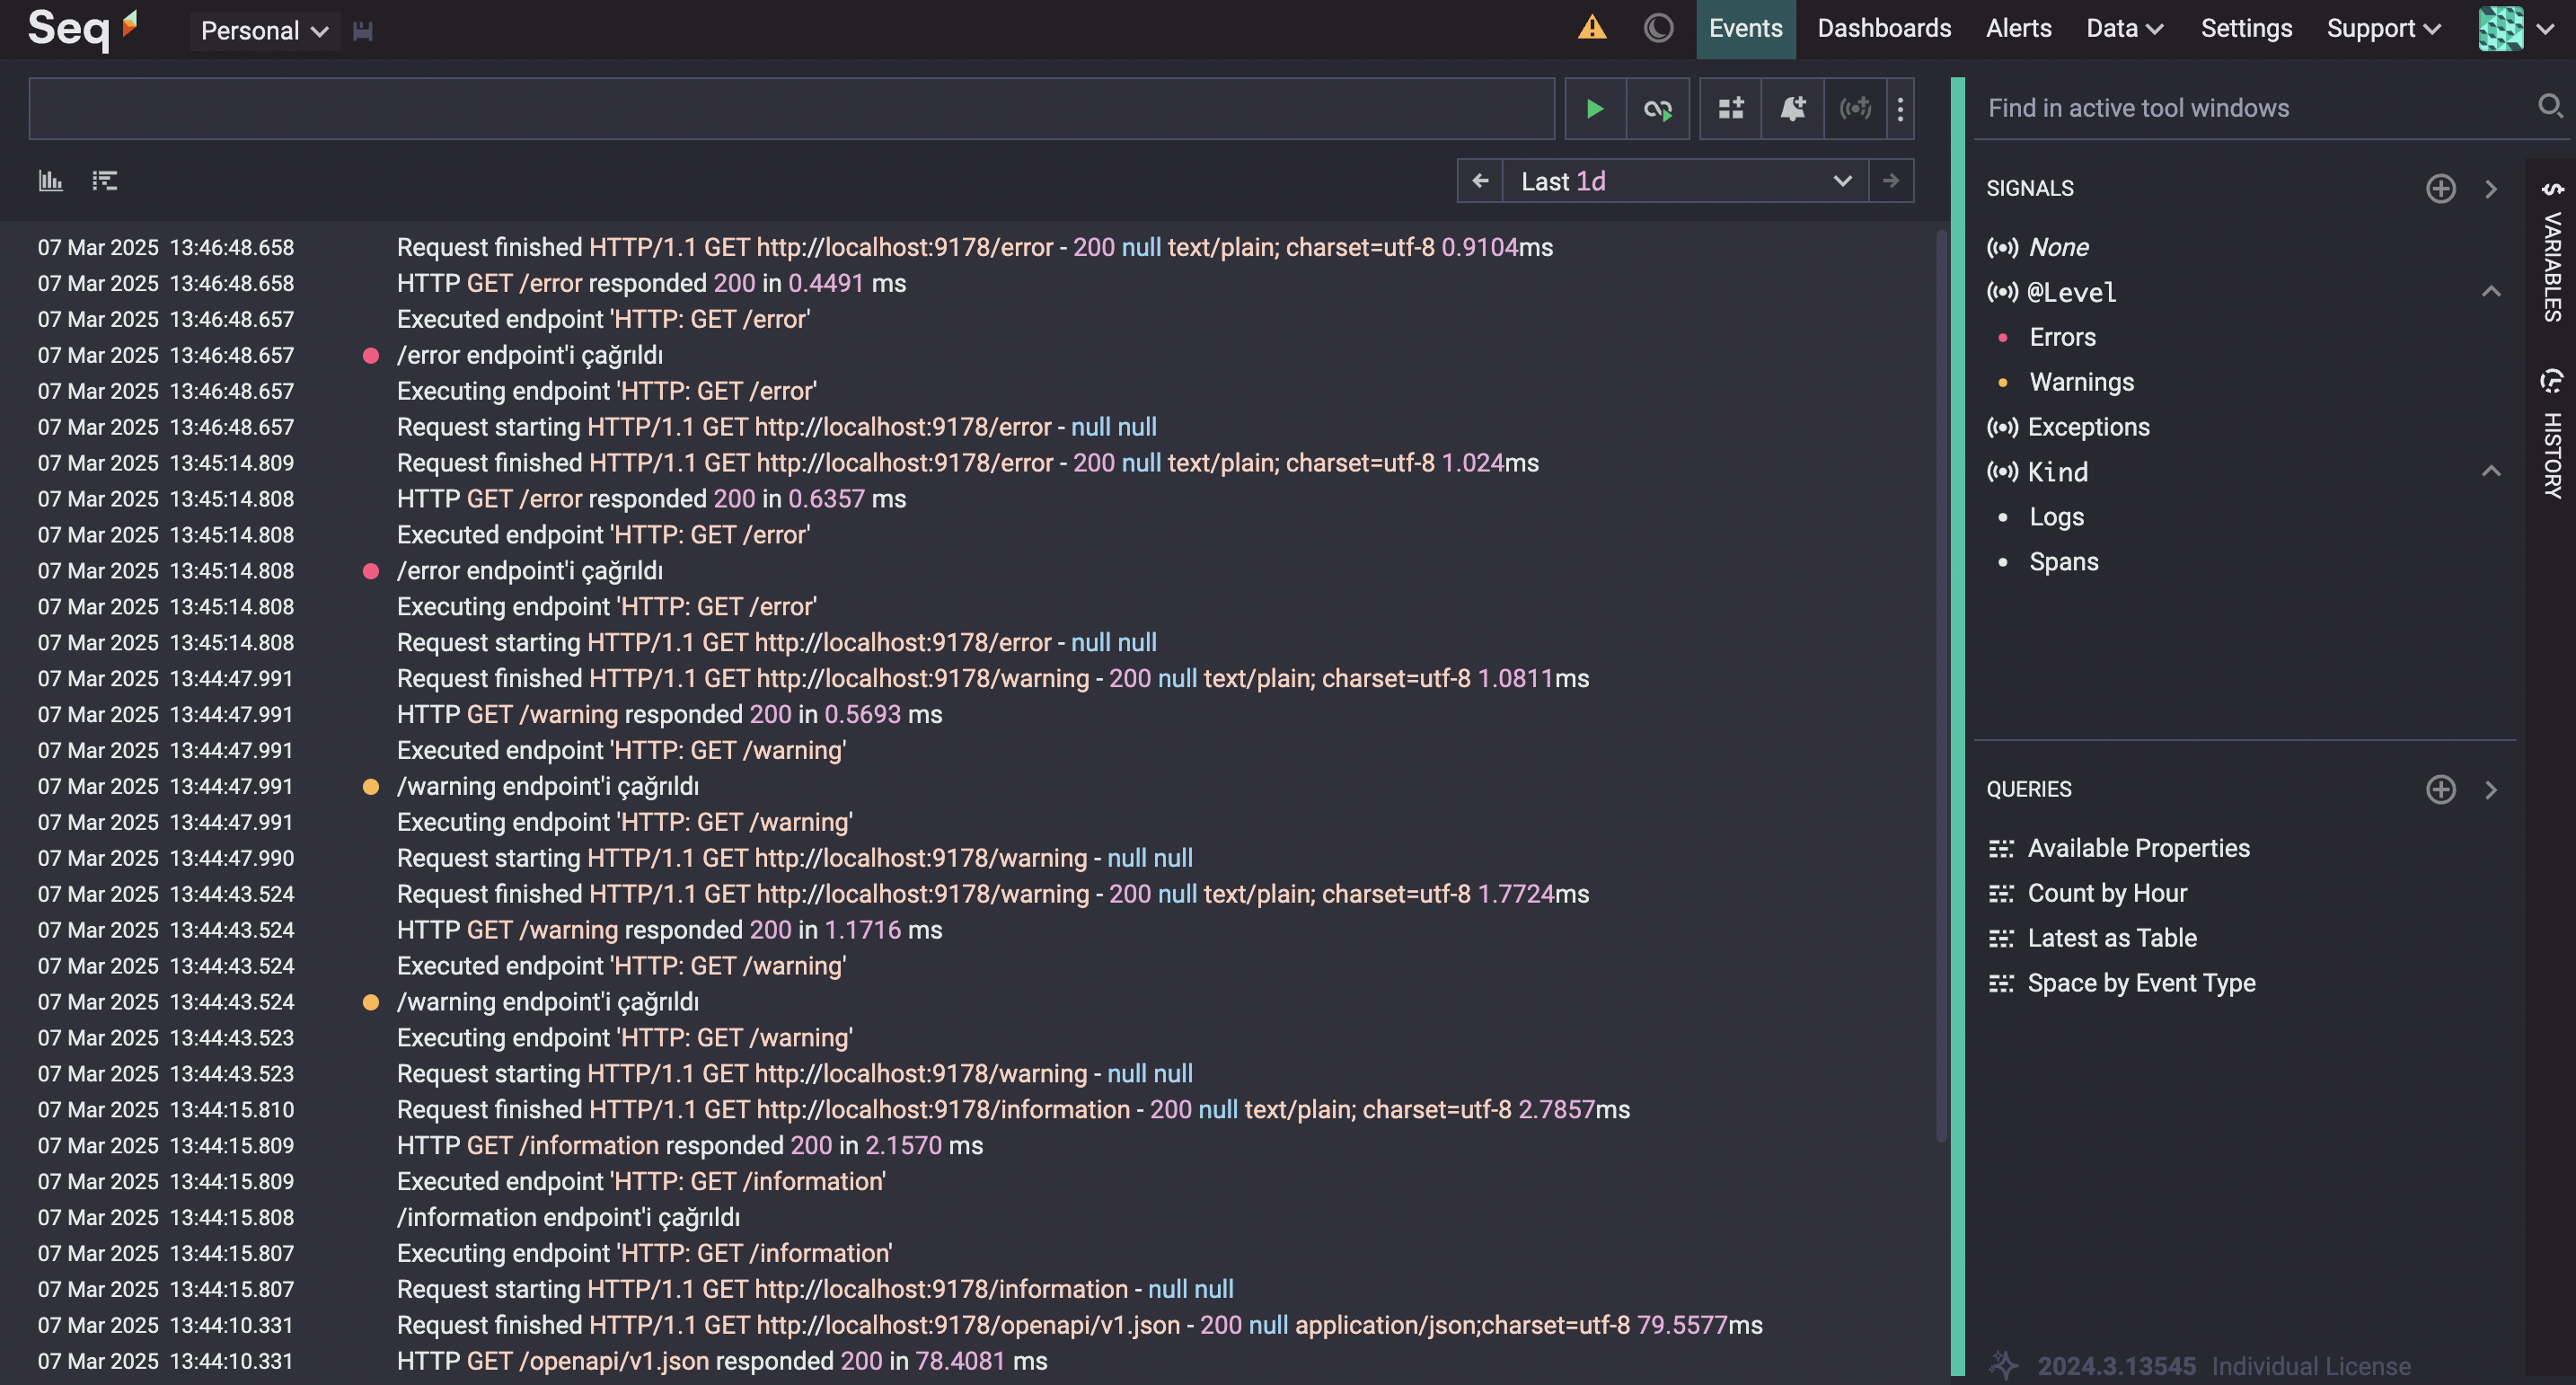 Seq Personal Events Dashboards Alerts Data Settings Support
Last 1d
07 Mar 2025 13:46:48.658 Request finished HTTP/1.1 GET http://localhost:9178/error - 200 null text/plain; charset=utf-8 0.9104ms
07 Mar 2025 13:46:48.658 HTTP GET /error responded 200 in 0.4491 ms
07 Mar 2025 13:46:48.657 Executed endpoint 'HTTP: GET /error'
07 Mar 2025 13:46:48.657 /error endpoint'i çağrıldı
07 Mar 2025 13:46:48.657 Executing endpoint 'HTTP: GET /error'
07 Mar 2025 13:46:48.657 Request starting HTTP/1.1 GET http://localhost:9178/error - null null
07 Mar 2025 13:45:14.809 Request finished HTTP/1.1 GET http://localhost:9178/error - 200 null text/plain; charset=utf-8 1.024ms
07 Mar 2025 13:45:14.808 HTTP GET /error responded 200 in 0.6357 ms
07 Mar 2025 13:45:14.808 Executed endpoint 'HTTP: GET /error'
07 Mar 2025 13:45:14.808 /error endpoint'i çağrıldı
07 Mar 2025 13:45:14.808 Executing endpoint 'HTTP: GET /error'
07 Mar 2025 13:45:14.808 Request starting HTTP/1.1 GET http://localhost:9178/error - null null
07 Mar 2025 13:44:47.991 Request finished HTTP/1.1 GET http://localhost:9178/warning - 200 null text/plain; charset=utf-8 1.0811ms
07 Mar 2025 13:44:47.991 HTTP GET /warning responded 200 in 0.5693 ms
07 Mar 2025 13:44:47.991 Executed endpoint 'HTTP: GET /warning'
07 Mar 2025 13:44:47.991 /warning endpoint'i çağrıldı
07 Mar 2025 13:44:47.991 Executing endpoint 'HTTP: GET /warning'
07 Mar 2025 13:44:47.990 Request starting HTTP/1.1 GET http://localhost:9178/warning - null null
07 Mar 2025 13:44:43.524 Request finished HTTP/1.1 GET http://localhost:9178/warning - 200 null text/plain; charset=utf-8 1.7724ms
07 Mar 2025 13:44:43.524 HTTP GET /warning responded 200 in 1.1716 ms
07 Mar 2025 13:44:43.524 Executed endpoint 'HTTP: GET /warning'
07 Mar 2025 13:44:43.524 /warning endpoint'i çağrıldı
07 Mar 2025 13:44:43.523 Executing endpoint 'HTTP: GET /warning'
07 Mar 2025 13:44:43.523 Request starting HTTP/1.1 GET http://localhost:9178/warning - null null
07 Mar 2025 13:44:15.810 Request finished HTTP/1.1 GET http://localhost:9178/information - 200 null text/plain; charset=utf-8 2.7857ms
07 Mar 2025 13:44:15.809 HTTP GET /information responded 200 in 2.1570 ms
07 Mar 2025 13:44:15.809 Executed endpoint 'HTTP: GET /information'
07 Mar 2025 13:44:15.808 /information endpoint'i çağrıldı
07 Mar 2025 13:44:15.807 Executing endpoint 'HTTP: GET /information'
07 Mar 2025 13:44:15.807 Request starting HTTP/1.1 GET http://localhost:9178/information - null null
07 Mar 2025 13:44:10.331 Request finished HTTP/1.1 GET http://localhost:9178/openapi/v1.json - 200 null application/json;charset=utf-8 79.5577ms
07 Mar 2025 13:44:10.331 HTTP GET /openapi/v1.json responded 200 in 78.4081 ms
Find in active tool windows
SIGNALS
None
@Level
Errors
Warnings
Exceptions
Kind
Logs
Spans
QUERIES
Available Properties
Count by Hour
Latest as Table
Space by Event Type
2024.3.13545 Individual License
$ VARIABLES
HISTORY